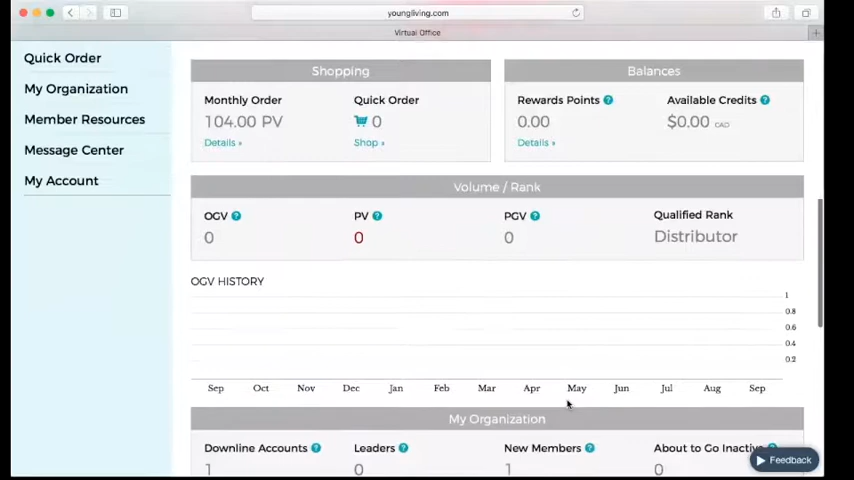 youngliving.com
Virtual Office
Quick Order
My Organization
Member Resources
Message Center
My Account
Shopping
Monthly Order
Quick Order
104.00 PV
0
Details »
Shop »
Balances
Rewards Points ?
Available Credits ?
0.00
$0.00 CAD
Details »
Volume / Rank
OGV ?
PV ?
PGV ?
Qualified Rank
0
0
0
Distributor
OGV HISTORY
1
0.8
0.6
0.4
0.2
Sep Oct Nov Dec Jan Feb Mar Apr May Jun Jul Aug Sep
My Organization
Downline Accounts ?
Leaders ?
New Members ?
About to Go Inactive ?
1
0
1
0
Feedback